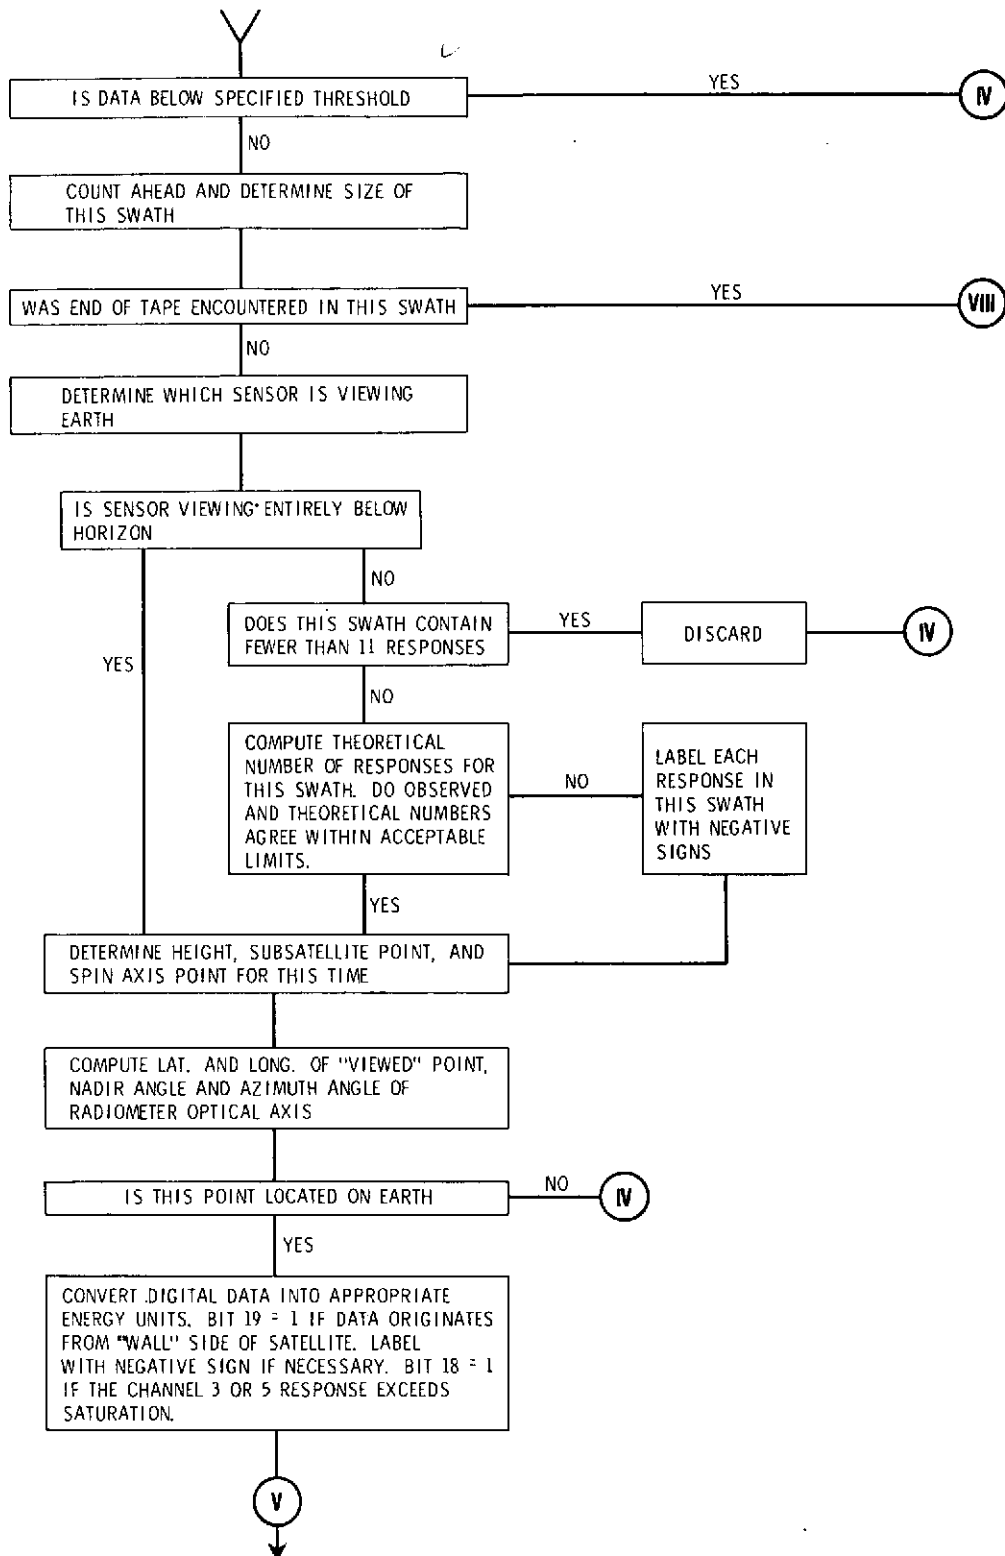 IS DATA BELOW SPECIFIED THRESHOLD
YES
IV
NO
COUNT AHEAD AND DETERMINE SIZE OF
THIS SWATH
WAS END OF TAPE ENCOUNTERED IN THIS SWATH
YES
VIII
NO
DETERMINE WHICH SENSOR IS VIEWING
EARTH
IS SENSOR VIEWING ENTIRELY BELOW
HORIZON
NO
YES
DOES THIS SWATH CONTAIN
FEWER THAN 11 RESPONSES
YES
DISCARD
IV
NO
COMPUTE THEORETICAL
NUMBER OF RESPONSES FOR
THIS SWATH. DO OBSERVED
AND THEORETICAL NUMBERS
AGREE WITHIN ACCEPTABLE
LIMITS.
NO
LABEL EACH
RESPONSE IN
THIS SWATH
WITH NEGATIVE
SIGNS
YES
DETERMINE HEIGHT, SUBSATELLITE POINT, AND
SPIN AXIS POINT FOR THIS TIME
COMPUTE LAT. AND LONG. OF "VIEWED" POINT,
NADIR ANGLE AND AZIMUTH ANGLE OF
RADIOMETER OPTICAL AXIS
IS THIS POINT LOCATED ON EARTH
NO
IV
YES
CONVERT DIGITAL DATA INTO APPROPRIATE
ENERGY UNITS. BIT 19 = 1 IF DATA ORIGINATES
FROM "WALL" SIDE OF SATELLITE. LABEL
WITH NEGATIVE SIGN IF NECESSARY. BIT 18 = 1
IF THE CHANNEL 3 OR 5 RESPONSE EXCEEDS
SATURATION.
V